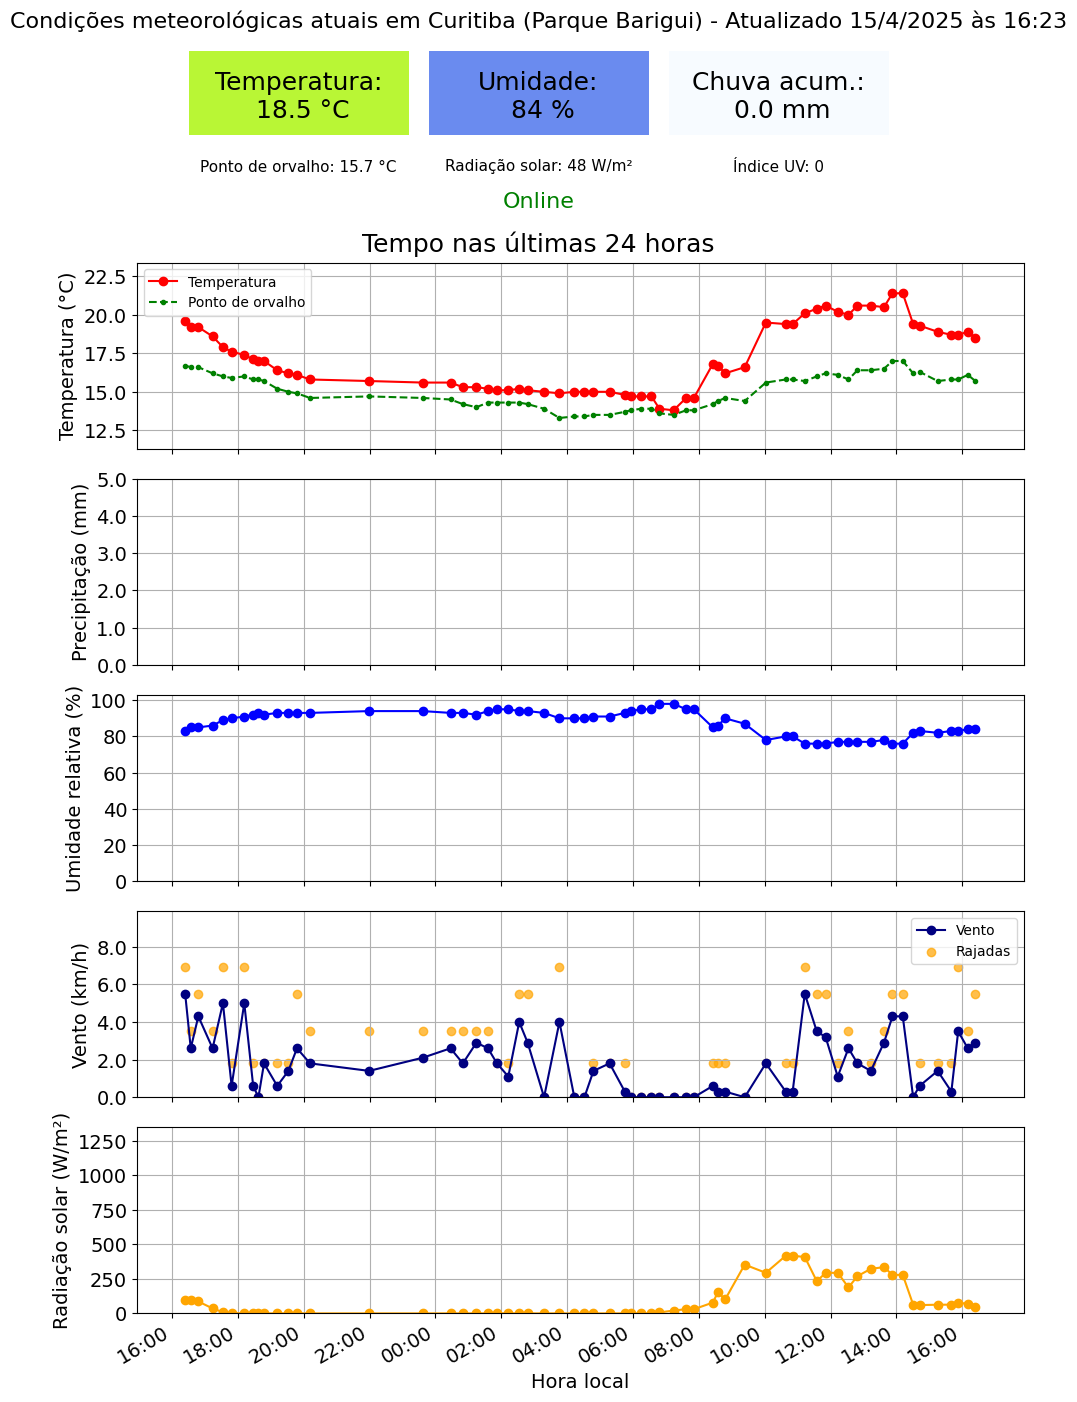 Condições meteorológicas atuais em Curitiba (Parque Barigui) - Atualizado 15/4/2025 às 16:23
Temperatura:
18.5 °C
Umidade:
84 %
Chuva acum.:
0.0 mm
Ponto de orvalho: 15.7 °C
Radiação solar: 48 W/m²
Índice UV: 0
Online
Tempo nas últimas 24 horas
Temperatura (°C)
22.5
20.0
17.5
15.0
12.5
Temperatura
Ponto de orvalho
Precipitação (mm)
5.0
4.0
3.0
2.0
1.0
0.0
Umidade relativa (%)
100
80
60
40
20
0
Vento (km/h)
8.0
6.0
4.0
2.0
0.0
Vento
Rajadas
Radiação solar (W/m²)
1250
1000
750
500
250
0
16:00
18:00
20:00
22:00
00:00
02:00
04:00
06:00
08:00
10:00
12:00
14:00
16:00
Hora local